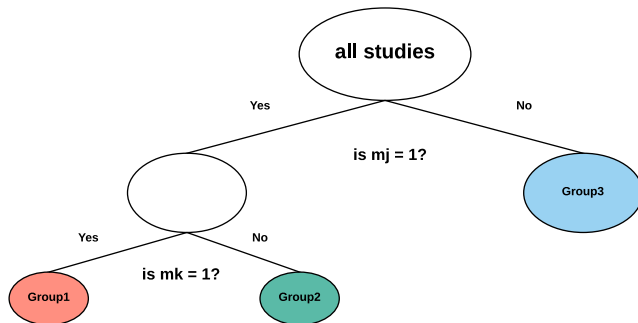 all studies
Yes
No
is mj = 1?
Group3
Yes
No
is mk = 1?
Group1
Group2